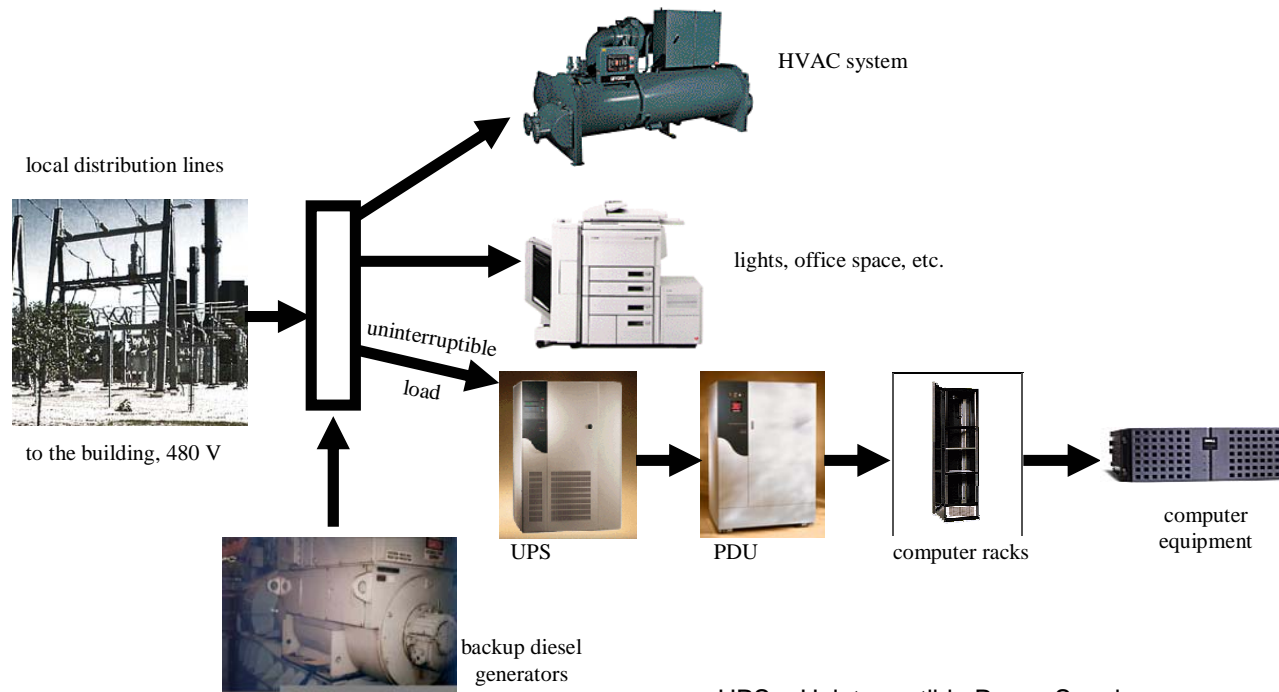 HVAC system
local distribution lines
lights, office space, etc.
uninterruptible
load
to the building, 480 V
UPS
PDU
computer racks
computer
equipment
backup diesel
generators